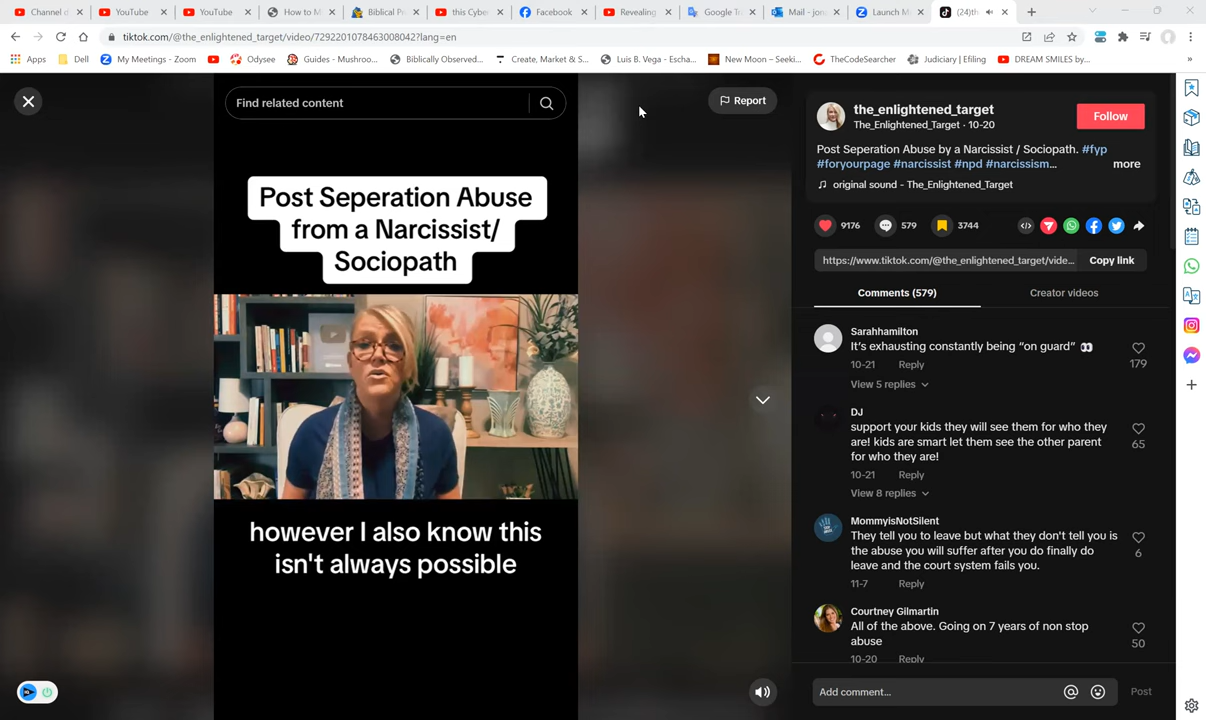 Channel d
YouTube
YouTube
How to M
Biblical P
this Cyber
Facebook
Revealing
Google Tr
Mail - jon
Launch M
(24)th
tiktok.com/@the_enlightened_target/video/7292201078463008042?lang=en
Apps
Dell
My Meetings - Zoom
Odysee
Guides - Mushroo...
Biblically Observed...
Create, Market & S...
Luis B. Vega - Escha...
New Moon – Seeki...
TheCodeSearcher
Judiciary | Efiling
DREAM SMILES by...
»
Find related content
Report
Post Seperation Abuse
from a Narcissist/
Sociopath
however I also know this
isn't always possible
the_enlightened_target
The_Enlightened_Target · 10-20
Follow
Post Seperation Abuse by a Narcissist / Sociopath. #fyp
#foryourpage #narcissist #npd #narcissism...
more
original sound - The_Enlightened_Target
9176
579
3744
https://www.tiktok.com/@the_enlightened_target/vide...
Copy link
Comments (579)
Creator videos
Sarahhamilton
It's exhausting constantly being “on guard” 👀
10-21
Reply
179
View 5 replies
DJ
support your kids they will see them for who they
are! kids are smart let them see the other parent
for who they are!
65
10-21
Reply
View 8 replies
MommyisNotSilent
They tell you to leave but what they don't tell you is
the abuse you will suffer after you do finally do
leave and the court system fails you.
6
11-7
Reply
Courtney Gilmartin
All of the above. Going on 7 years of non stop
abuse
50
10-20
Reply
Add comment...
Post